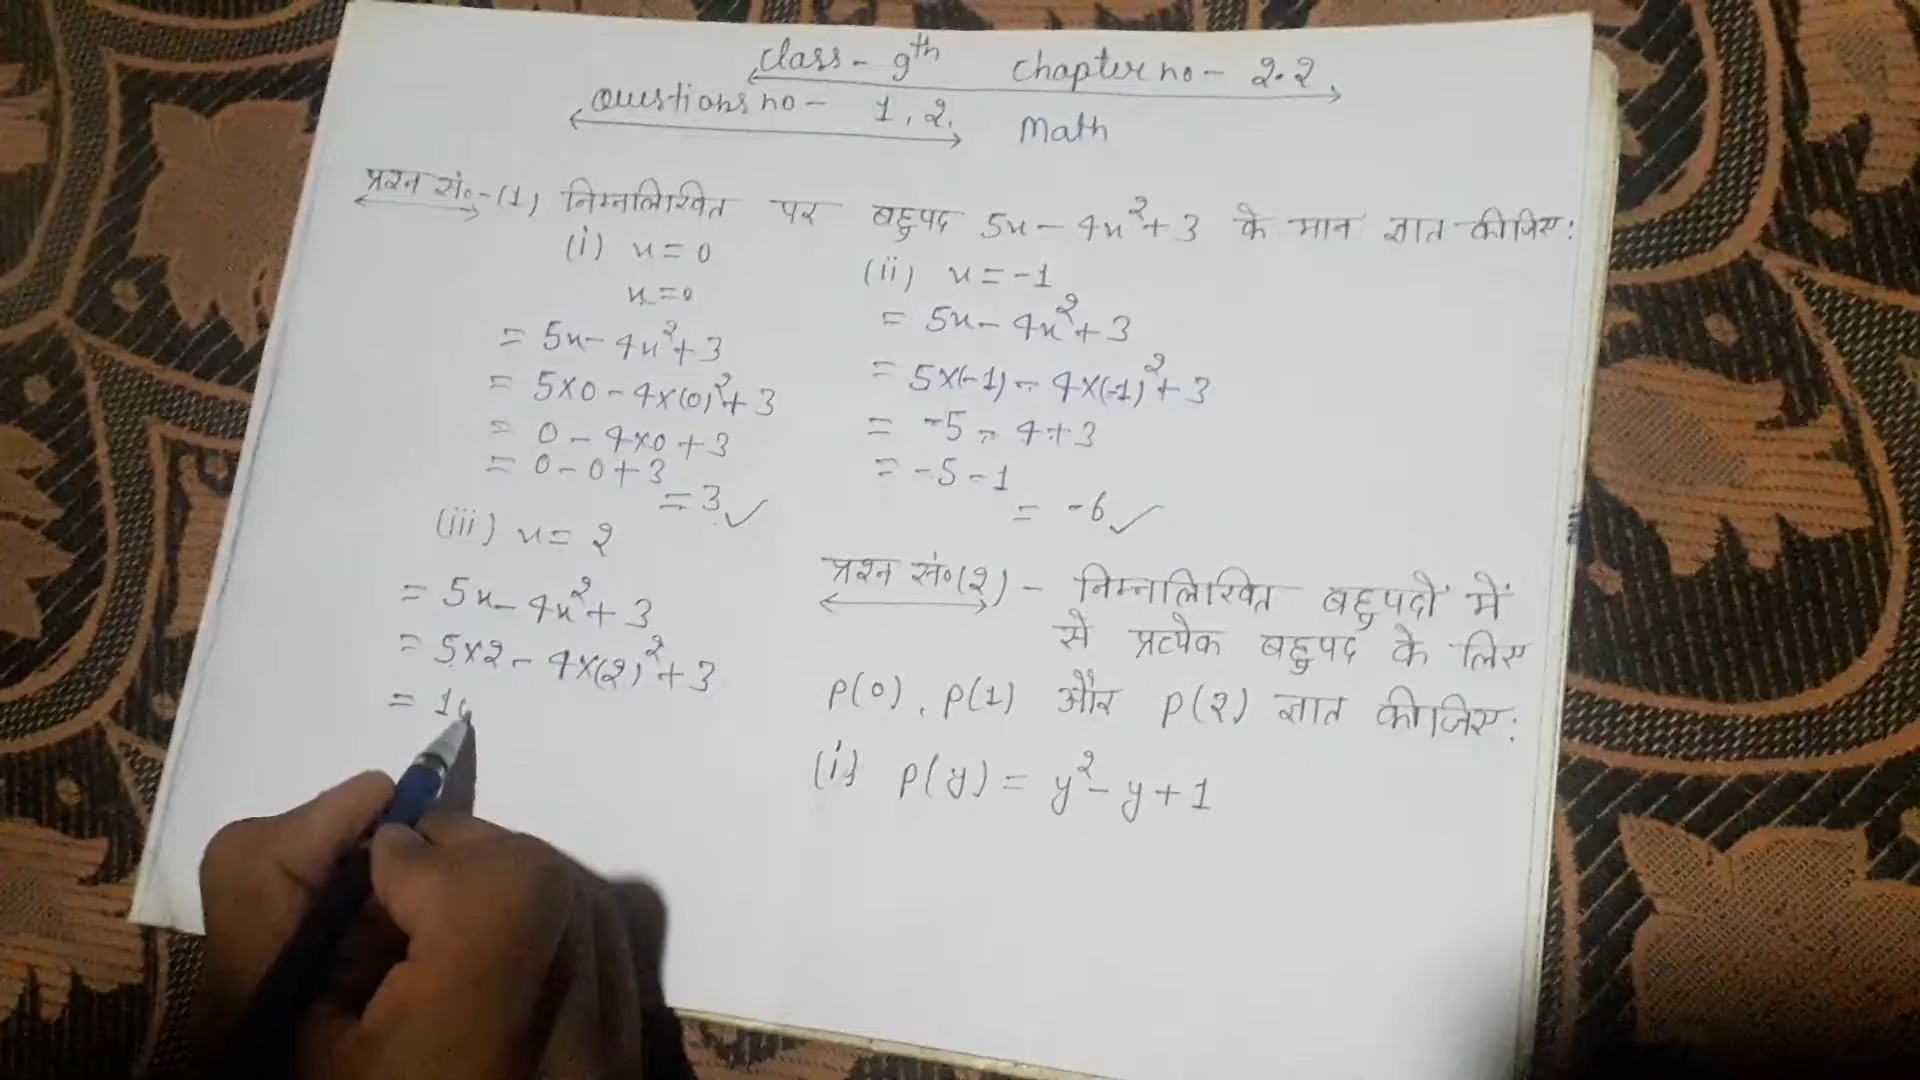 Class - 9th Chapter no - 2.2
Questions no - 1, 2. Math
प्रश्न सं० - (1) निम्नलिखित पर बहुपद 5x - 4x² + 3 के मान ज्ञात कीजिए:
(i) x = 0
x = 0
= 5x - 4x² + 3
= 5×0 - 4×(0)² + 3
= 0 - 4×0 + 3
= 0 - 0 + 3
= 3 ✓
(ii) x = -1
= 5x - 4x² + 3
= 5×(-1) - 4×(-1)² + 3
= -5 - 4 + 3
= -5 - 1
= -6 ✓
(iii) x = 2
= 5x - 4x² + 3
= 5×2 - 4×(2)² + 3
= 10
प्रश्न सं० (2) - निम्नलिखित बहुपदों में
से प्रत्येक बहुपद के लिए
p(0), p(1) और p(2) ज्ञात कीजिए:
(i) p(y) = y² - y + 1